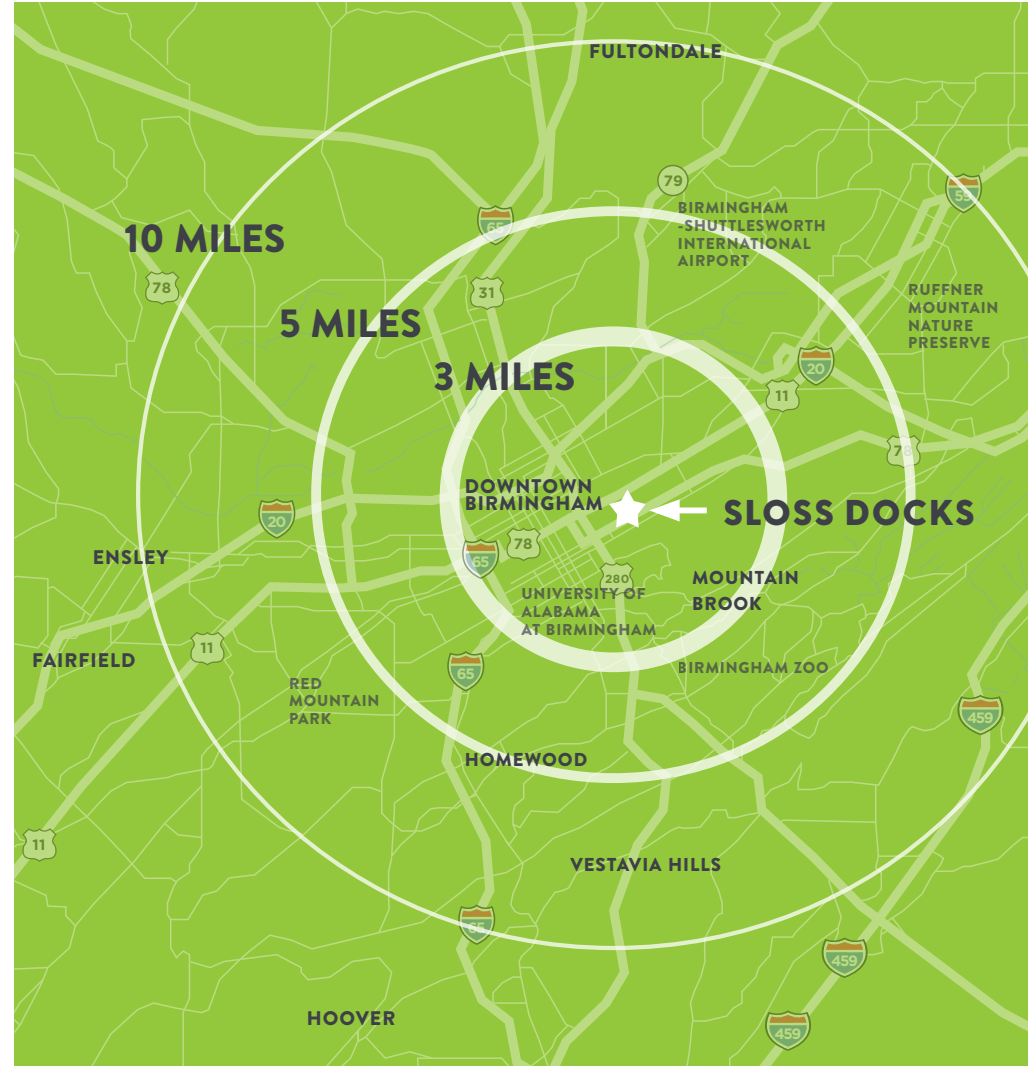 FULTONDALE
79
59
BIRMINGHAM
-SHUTTLESWORTH
INTERNATIONAL
AIRPORT
65
10 MILES
78
31
RUFFNER
MOUNTAIN
NATURE
PRESERVE
5 MILES
3 MILES
20
11
78
DOWNTOWN
BIRMINGHAM
SLOSS DOCKS
20
78
65
ENSLEY
280
MOUNTAIN
BROOK
UNIVERSITY OF
ALABAMA
AT BIRMINGHAM
11
FAIRFIELD
65
BIRMINGHAM ZOO
RED
MOUNTAIN
PARK
459
HOMEWOOD
11
VESTAVIA HILLS
65
459
HOOVER
459